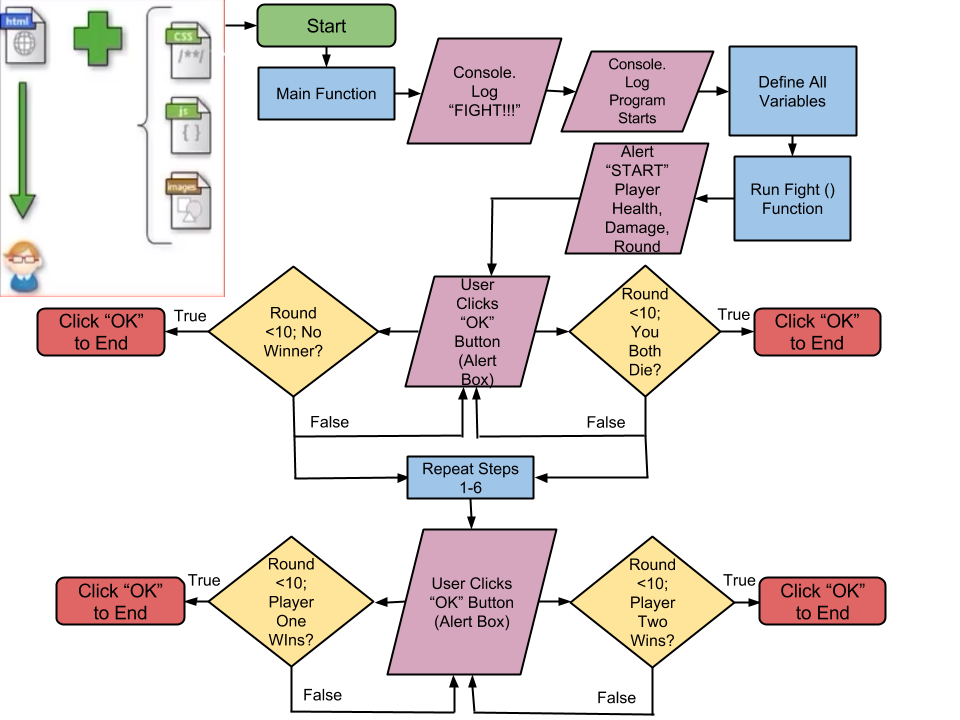 html
CSS
/**/
js
{ }
images
Start
Main Function
Console.
Log
“FIGHT!!!”
Console.
Log
Program
Starts
Define All
Variables
Run Fight ()
Function
Alert
“START”
Player
Health,
Damage,
Round
User
Clicks
“OK”
Button
(Alert
Box)
Round
<10; No
Winner?
True
Click “OK”
to End
False
Round
<10;
You
Both
Die?
True
Click “OK”
to End
False
Repeat Steps
1-6
User Clicks
“OK” Button
(Alert Box)
Round
<10;
Player
One
WIns?
True
Click “OK”
to End
False
Round
<10;
Player
Two
Wins?
True
Click “OK”
to End
False